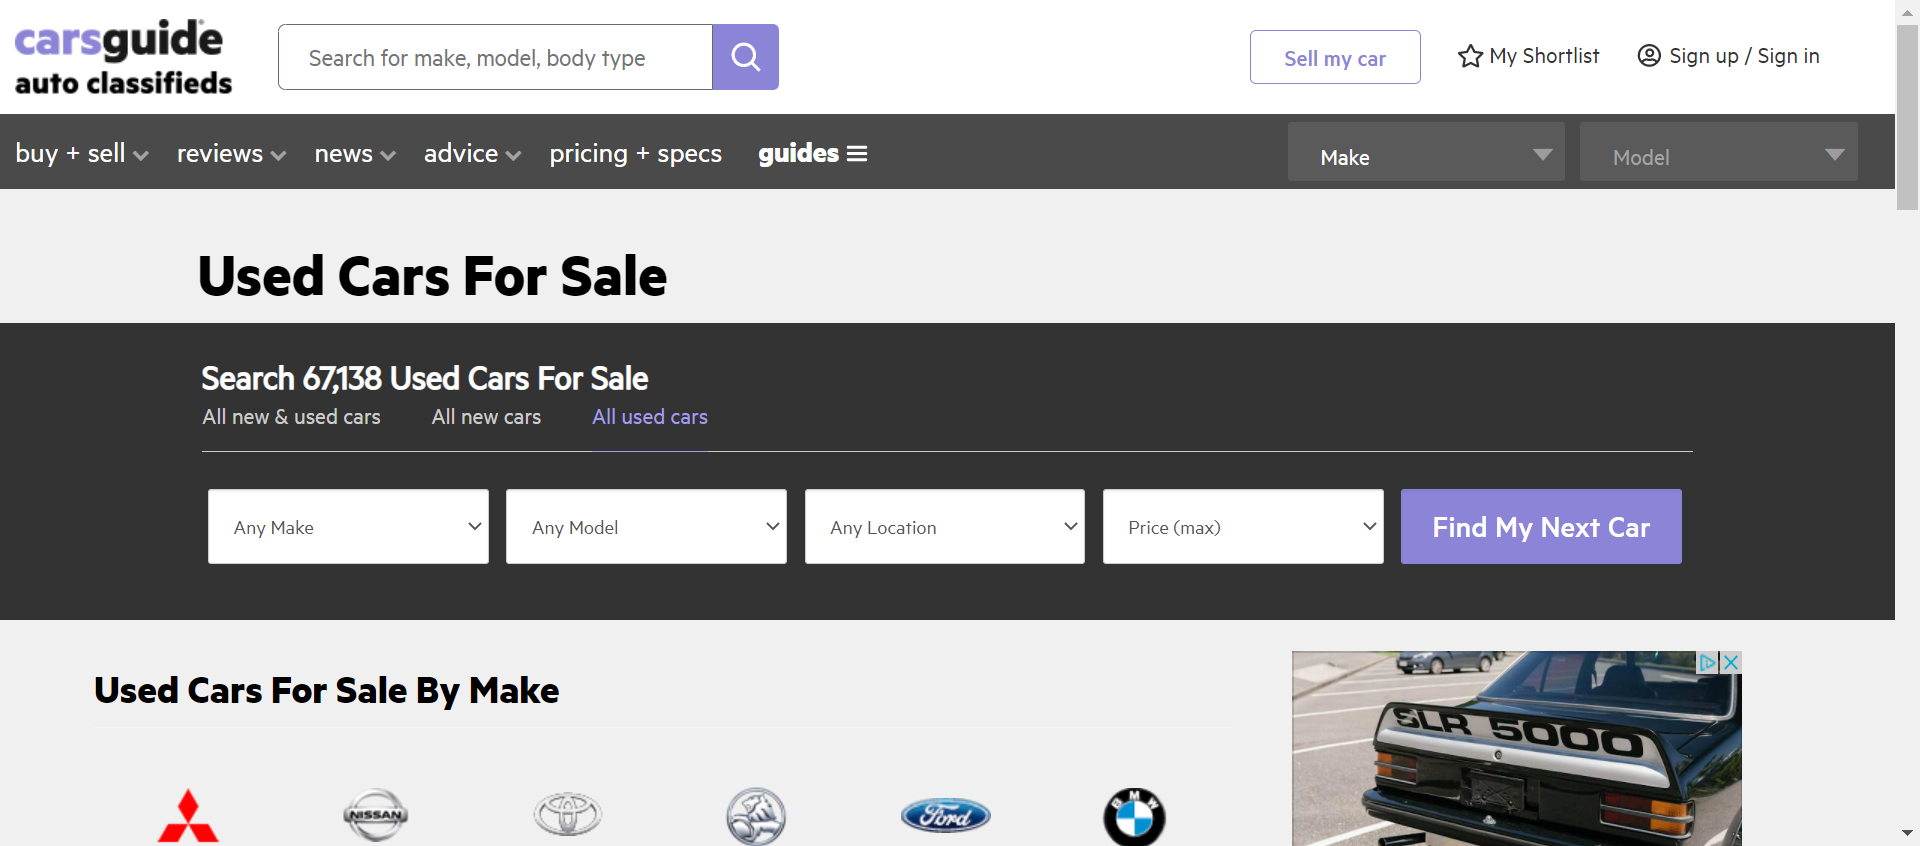 carsguide
auto classifieds
Search for make, model, body type
Sell my car
My Shortlist
Sign up / Sign in
buy + sell
reviews
news
advice
pricing + specs
guides
Make
Model
Used Cars For Sale
Search 67,138 Used Cars For Sale
All new & used cars
All new cars
All used cars
Any Make
Any Model
Any Location
Price (max)
Find My Next Car
Used Cars For Sale By Make
SLR 5000
NISSAN
Ford
BMW